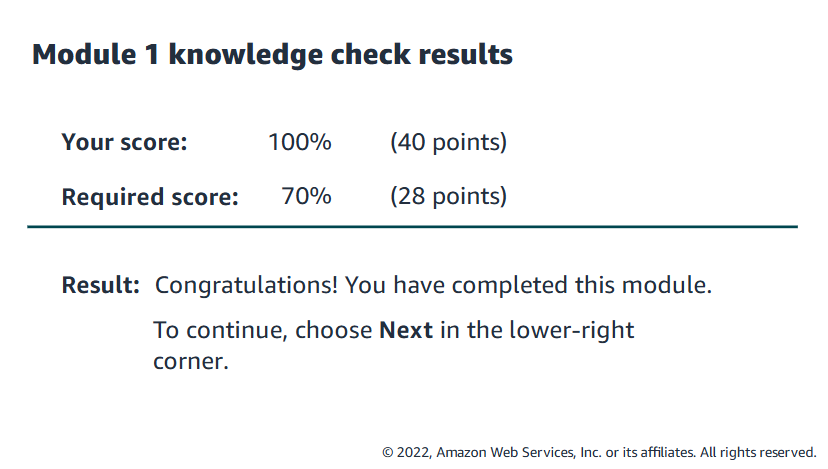 Module 1 knowledge check results
Your score: 100% (40 points)
Required score: 70% (28 points)
Result: Congratulations! You have completed this module.
To continue, choose Next in the lower-right
corner.
© 2022, Amazon Web Services, Inc. or its affiliates. All rights reserved.